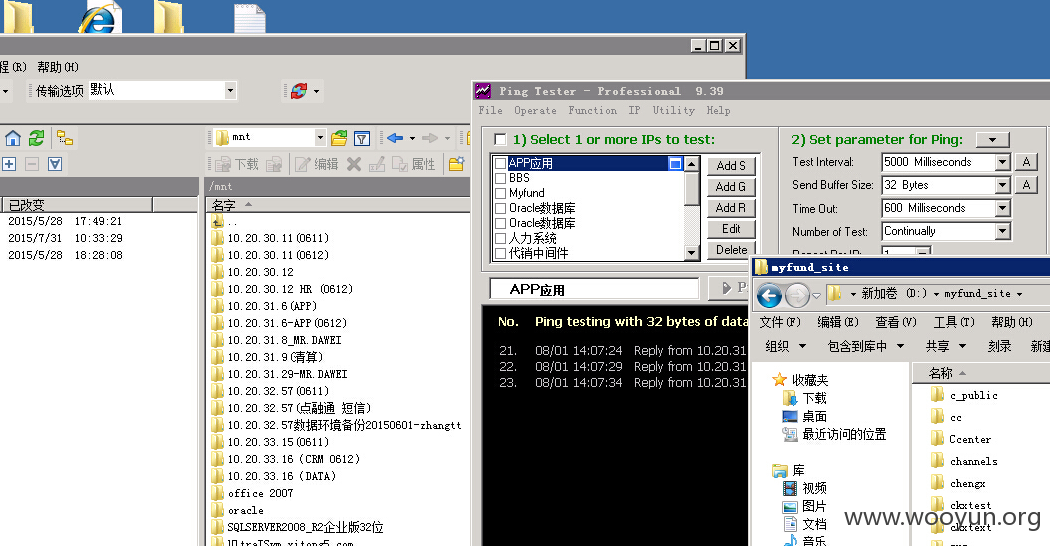 程(R) 帮助(H)
传输选项 默认
mnt
下载 编辑 属性
/mnt
已改变
名字
2015/5/28 17:49:21
2015/7/31 10:33:29
2015/5/28 18:28:08
..
10.20.30.11(0611)
10.20.30.11(0612)
10.20.30.12
10.20.30.12 HR (0612)
10.20.31.6(APP)
10.20.31.6-APP(0612)
10.20.31.8_MR.DAWEI
10.20.31.9(清算)
10.20.31.29-MR.DAWEI
10.20.32.57(0611)
10.20.32.57(点融通 短信)
10.20.32.57数据环境备份20150601-zhangtt
10.20.33.15(0611)
10.20.33.16 (CRM 0612)
10.20.33.16 (DATA)
office 2007
oracle
SQLSERVER2008_R2企业版32位
Ping Tester - Professional 9.39
File Operate Function IP Utility Help
1) Select 1 or more IPs to test:
APP应用
BBS
Myfund
Oracle数据库
Oracle数据库
人力系统
代销中间件
Add S
Add G
Add R
Edit
Delete
2) Set parameter for Ping:
Test Interval: 5000 Milliseconds A
Send Buffer Size: 32 Bytes A
Time Out: 600 Milliseconds
Number of Test: Continually
APP应用
P
No. Ping testing with 32 bytes of data
21. 08/01 14:07:24 Reply from 10.20.31
22. 08/01 14:07:29 Reply from 10.20.31
23. 08/01 14:07:34 Reply from 10.20.31
myfund_site
新加卷 (D:) myfund_site
文件(F) 编辑(E) 查看(V) 工具(T) 帮助(H)
组织 包含到库中 共享 刻录 新建
收藏夹
下载
桌面
最近访问的位置
库
视频
图片
文档
音乐
名称
c_public
cc
Ccenter
channels
chengx
ckxtest
ckxtext
www.wooyun.org